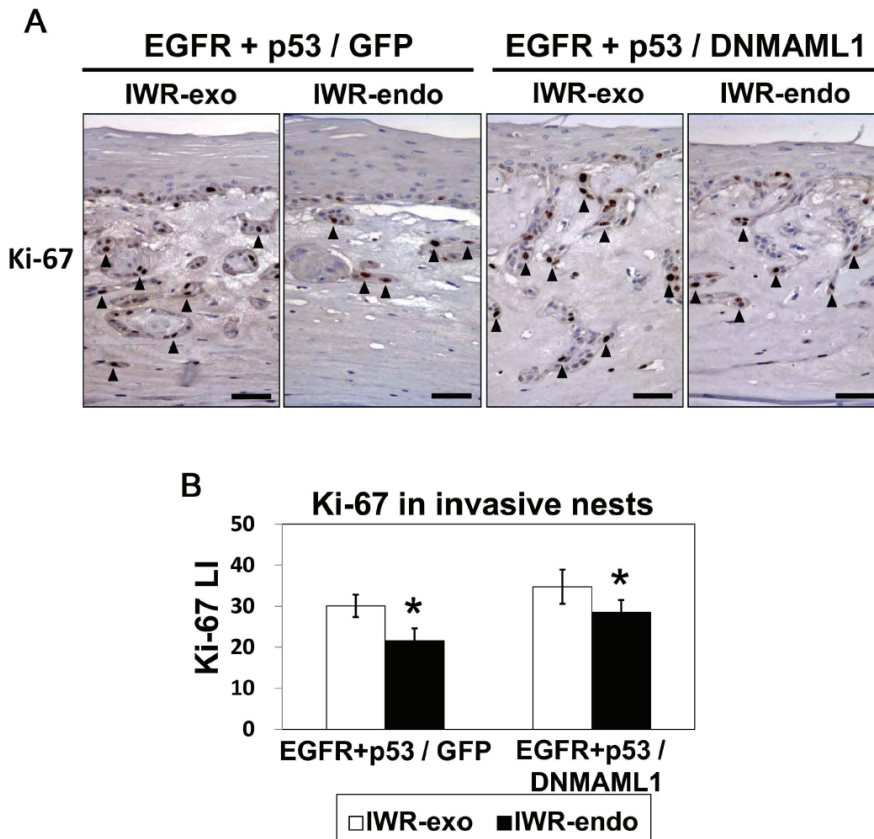 A
EGFR + p53 / GFP
EGFR + p53 / DNMAML1
IWR-exo
IWR-endo
IWR-exo
IWR-endo
Ki-67
B
Ki-67 in invasive nests
Ki-67 LI
50
40
30
20
10
0
*
*
EGFR+p53 / GFP
EGFR+p53 /
DNMAML1
IWR-exo
IWR-endo